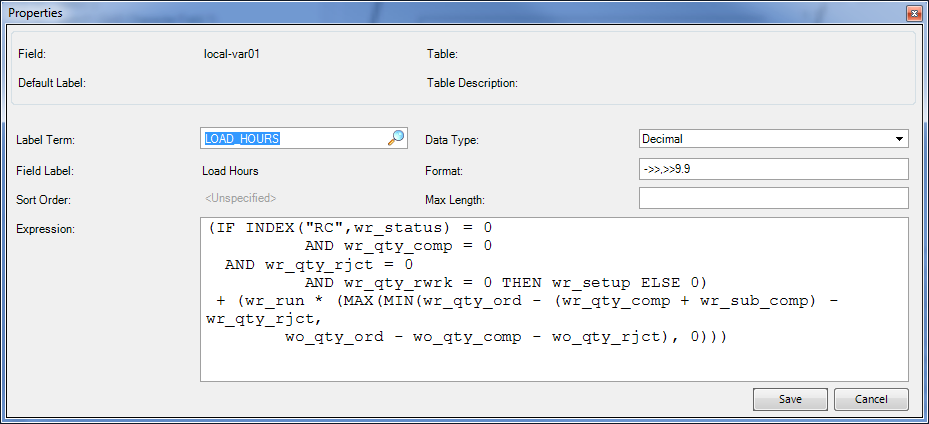 Properties
Field: local-var01 Table:
Default Label: Table Description:
Label Term: LOAD_HOURS Data Type: Decimal
Field Label: Load Hours Format: ->>,>>9.9
Sort Order: <Unspecified> Max Length:
Expression:
(IF INDEX("RC",wr_status) = 0
AND wr_qty_comp = 0
AND wr_qty_rjct = 0
AND wr_qty_rwrk = 0 THEN wr_setup ELSE 0)
+ (wr_run * (MAX(MIN(wr_qty_ord - (wr_qty_comp + wr_sub_comp) -
wr_qty_rjct,
wo_qty_ord - wo_qty_comp - wo_qty_rjct), 0)))
Save Cancel